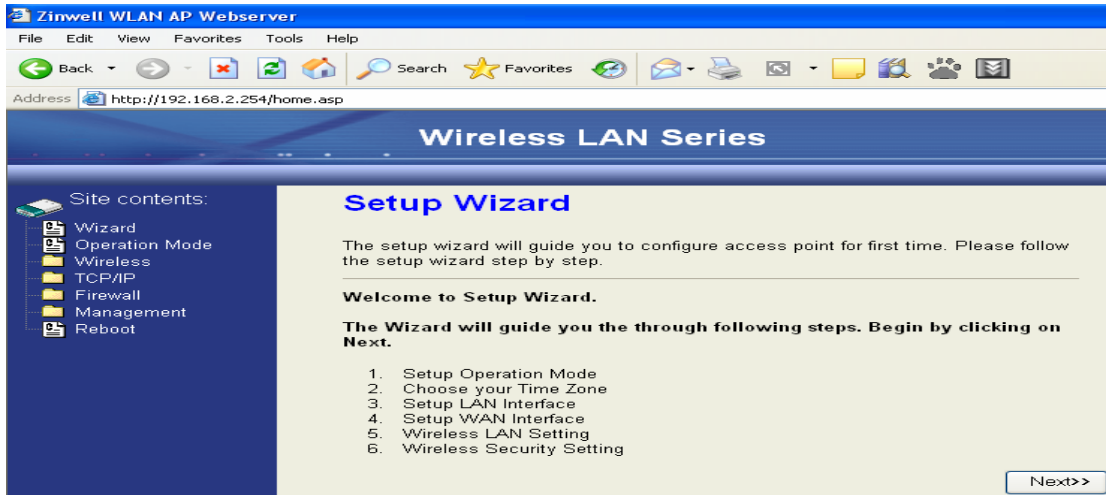 Zinwell WLAN AP Webserver
File Edit View Favorites Tools Help
Back Search Favorites
Address http://192.168.2.254/home.asp
Wireless LAN Series
Site contents:
Wizard
Operation Mode
Wireless
TCP/IP
Firewall
Management
Reboot
Setup Wizard
The setup wizard will guide you to configure access point for first time. Please follow
the setup wizard step by step.
Welcome to Setup Wizard.
The Wizard will guide you the through following steps. Begin by clicking on
Next.
1. Setup Operation Mode
2. Choose your Time Zone
3. Setup LAN Interface
4. Setup WAN Interface
5. Wireless LAN Setting
6. Wireless Security Setting
Next>>